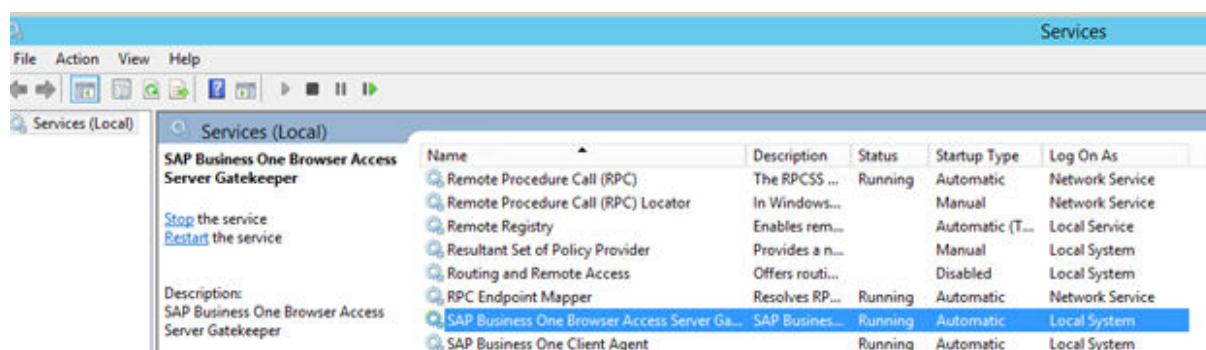 Services
File Action View Help
Services (Local)
Services (Local)
SAP Business One Browser Access
Server Gatekeeper
Stop the service
Restart the service
Description:
SAP Business One Browser Access
Server Gatekeeper
Name Description Status Startup Type Log On As
Remote Procedure Call (RPC) The RPCSS ... Running Automatic Network Service
Remote Procedure Call (RPC) Locator In Windows... Manual Network Service
Remote Registry Enables rem... Automatic (T... Local Service
Resultant Set of Policy Provider Provides a n... Manual Local System
Routing and Remote Access Offers routi... Disabled Local System
RPC Endpoint Mapper Resolves RP... Running Automatic Network Service
SAP Business One Browser Access Server Ga... SAP Busines... Running Automatic Local System
SAP Business One Client Agent Running Automatic Local System